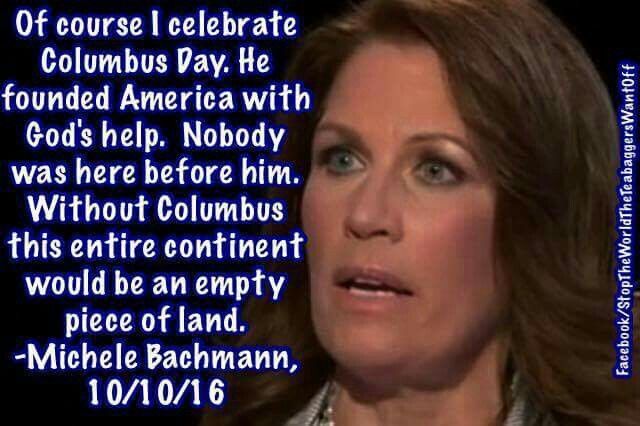 Of course I celebrate
Columbus Day. He
founded America with
God's help. Nobody
was here before him.
Without Columbus
this entire continent
would be an empty
piece of land.
-Michele Bachmann,
10/10/16
Facebook/StopTheWorldTheTeabaggersWantOff